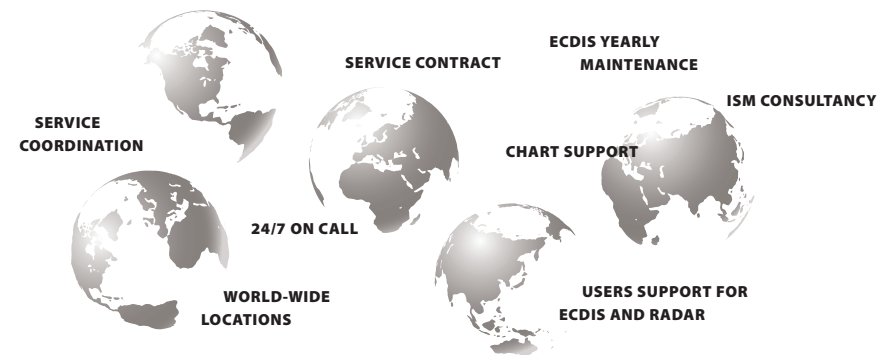 ECDIS YEARLY
MAINTENANCE
SERVICE CONTRACT
ISM CONSULTANCY
SERVICE
COORDINATION
CHART SUPPORT
24/7 ON CALL
WORLD-WIDE
LOCATIONS
USERS SUPPORT FOR
ECDIS AND RADAR